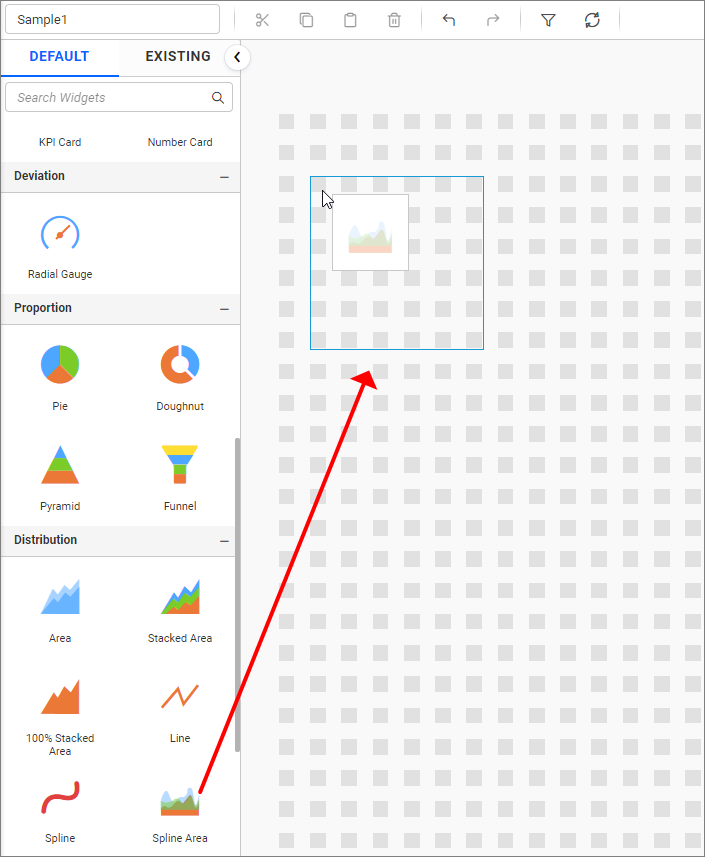 Sample1
DEFAULT
EXISTING
Search Widgets
KPI Card
Number Card
Deviation
Radial Gauge
Proportion
Pie
Doughnut
Pyramid
Funnel
Distribution
Area
Stacked Area
100% Stacked
Area
Line
Spline
Spline Area